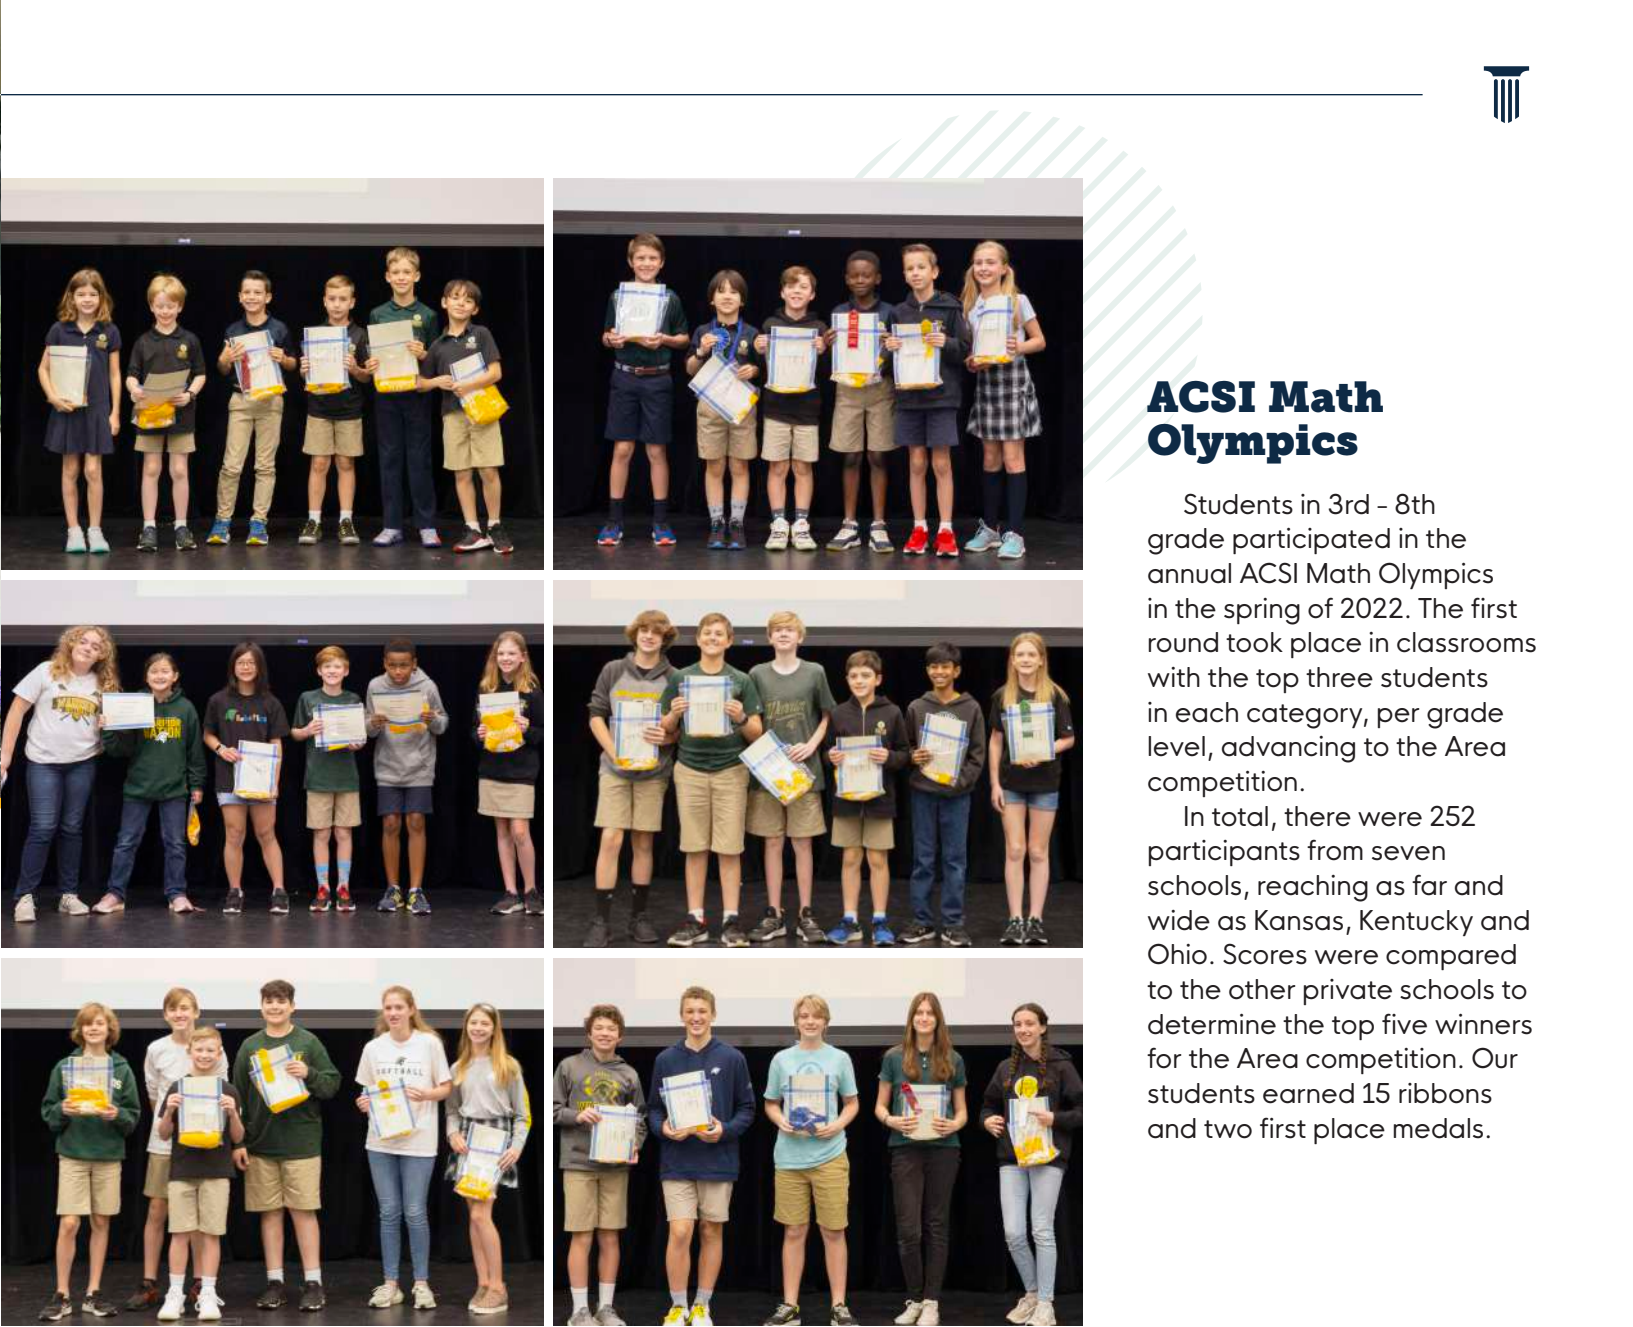 ACSI Math
Olympics
Students in 3rd - 8th
grade participated in the
annual ACSI Math Olympics
in the spring of 2022. The first
round took place in classrooms
with the top three students
in each category, per grade
level, advancing to the Area
competition.
In total, there were 252
participants from seven
schools, reaching as far and
wide as Kansas, Kentucky and
Ohio. Scores were compared
to the other private schools to
determine the top five winners
for the Area competition. Our
students earned 15 ribbons
and two first place medals.
SOFTBALL